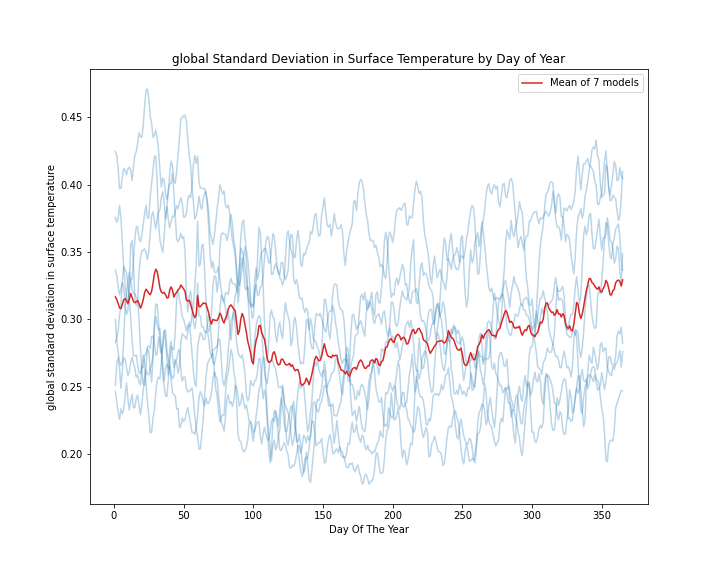 global Standard Deviation in Surface Temperature by Day of Year
Mean of 7 models
global standard deviation in surface temperature
0.45
0.40
0.35
0.30
0.25
0.20
0 50 100 150 200 250 300 350
Day Of The Year